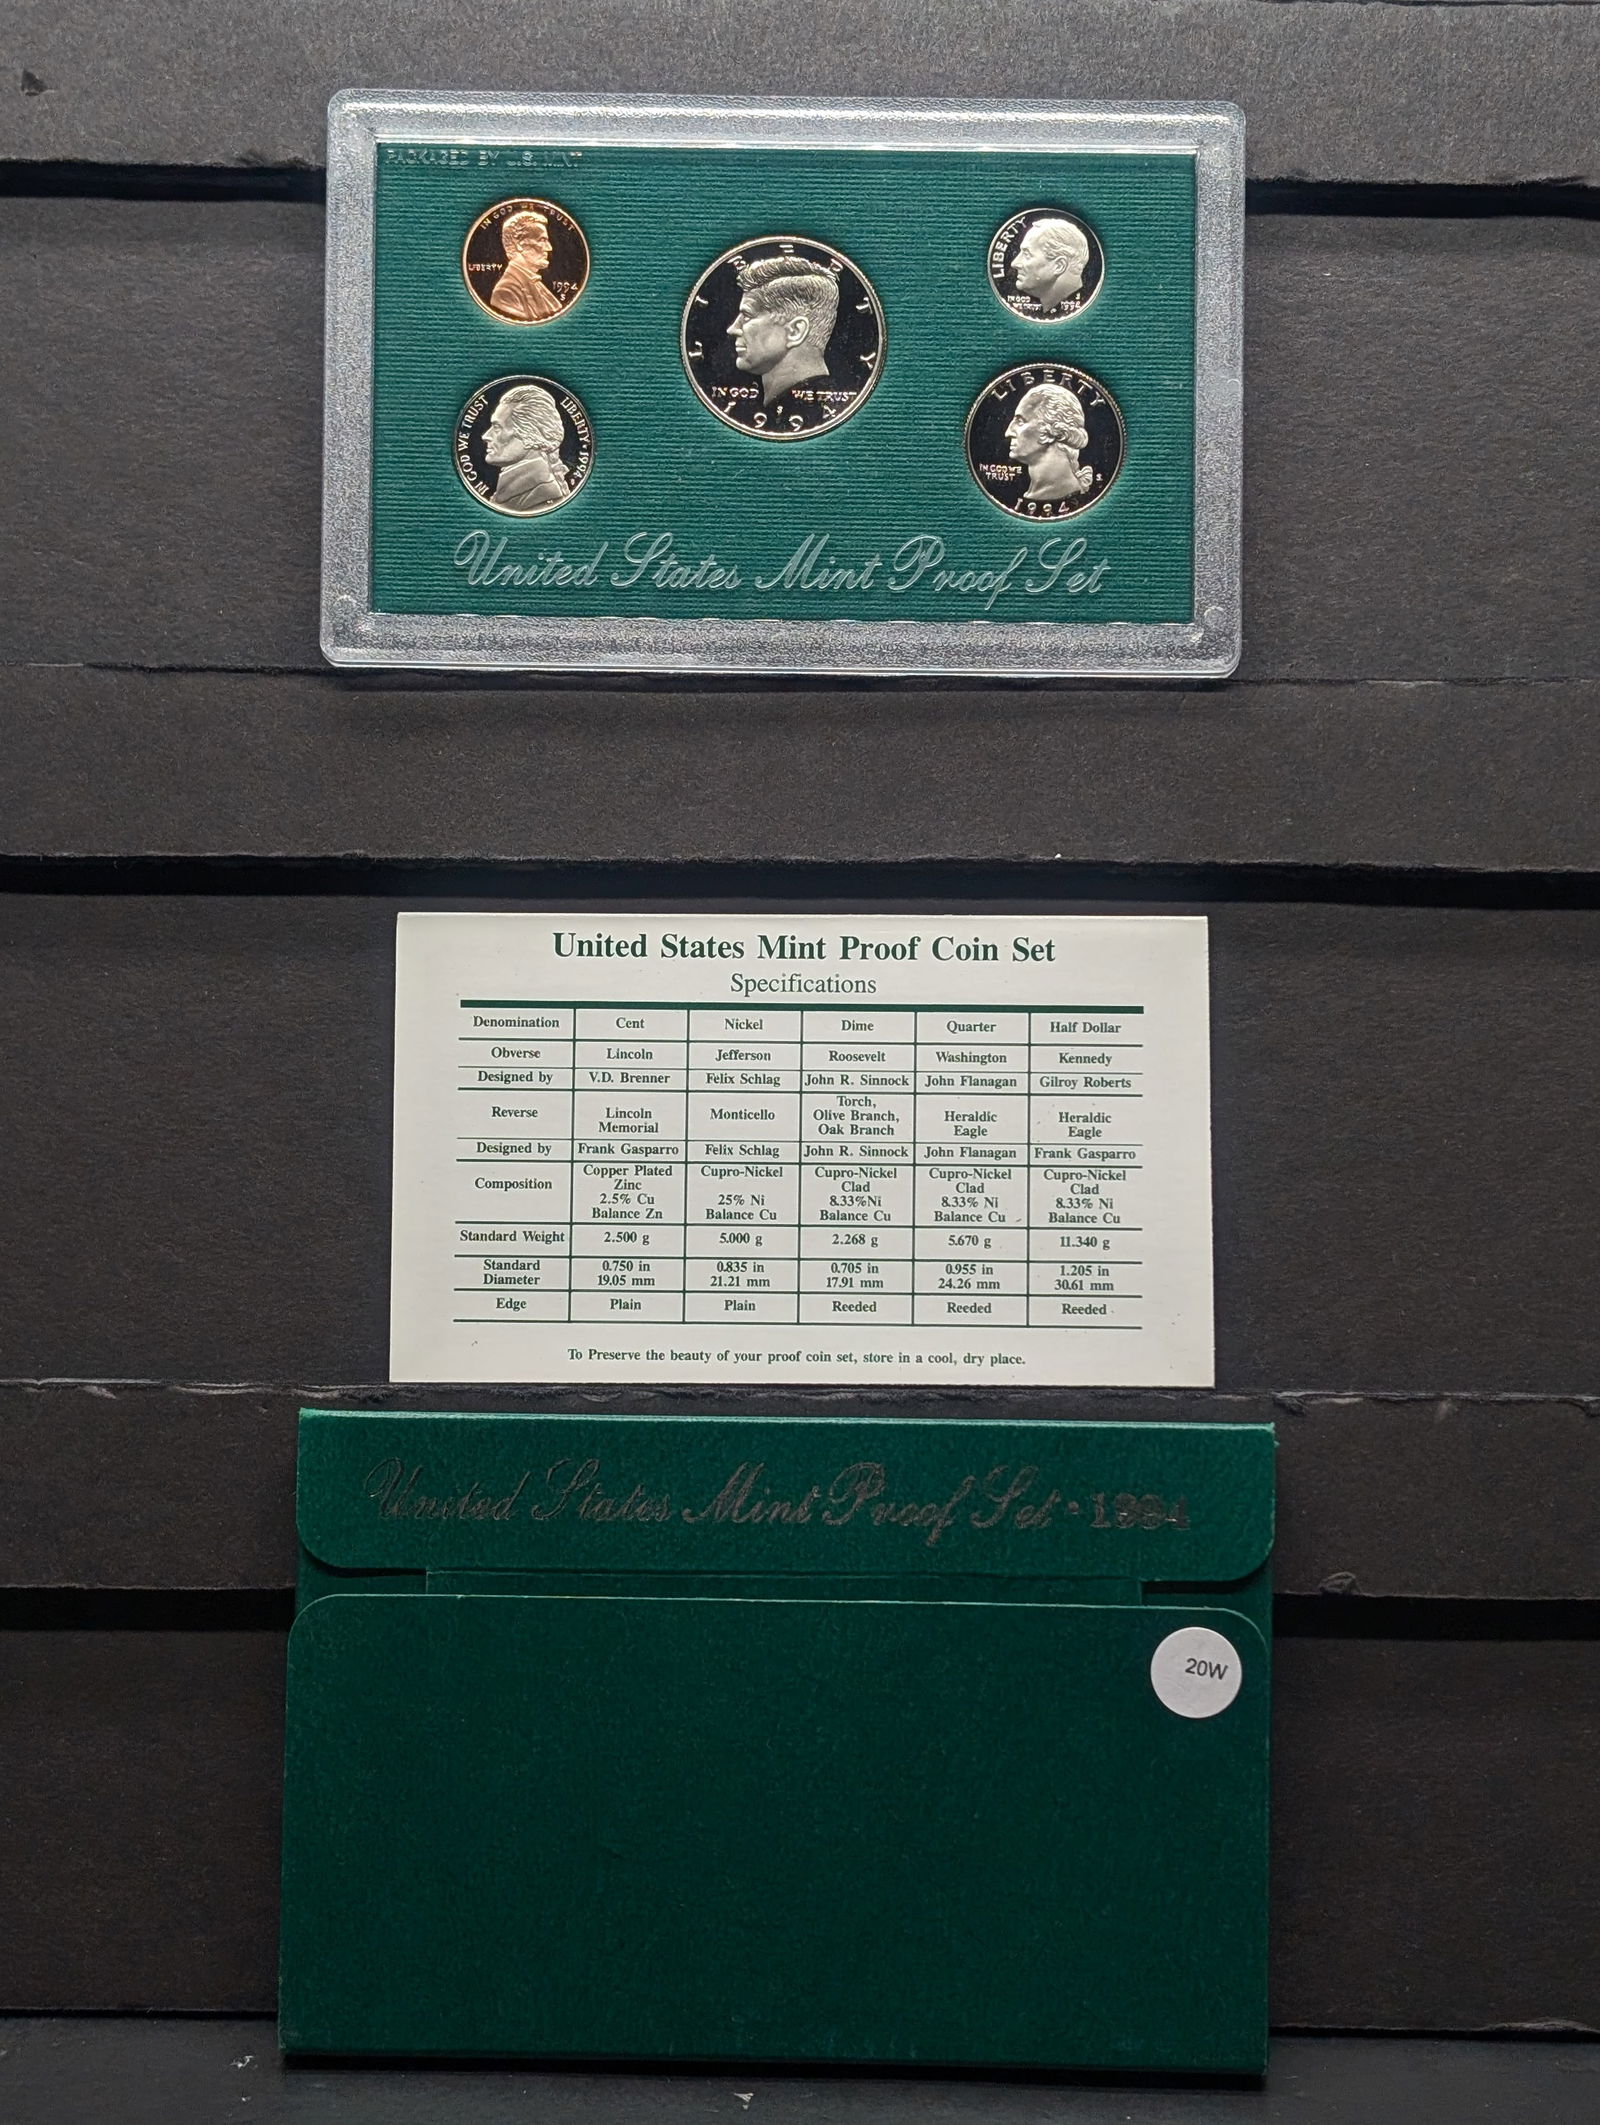 PACKAGED BY U.S. MINT
IN GOD WE TRUST
LIBERTY
1994
S
LIBERTY
IN GOD WE TRUST
S
1994
LIBERTY
IN GOD
WE TRUST
S
IN GOD WE TRUST
LIBERTY • 1994
LIBERTY
IN GOD WE
TRUST
S
1994
United States Mint Proof Set
United States Mint Proof Coin Set
Specifications
Denomination Cent Nickel Dime Quarter Half Dollar
Obverse Lincoln Jefferson Roosevelt Washington Kennedy
Designed by V.D. Brenner Felix Schlag John R. Sinnock John Flanagan Gilroy Roberts
Reverse Lincoln Memorial Monticello Torch, Olive Branch, Oak Branch Heraldic Eagle Heraldic Eagle
Designed by Frank Gasparro Felix Schlag John R. Sinnock John Flanagan Frank Gasparro
Composition Copper Plated Zinc 2.5% Cu Balance Zn Cupro-Nickel 25% Ni Balance Cu Cupro-Nickel Clad 8.33%Ni Balance Cu Cupro-Nickel Clad 8.33% Ni Balance Cu Cupro-Nickel Clad 8.33% Ni Balance Cu
Standard Weight 2.500 g 5.000 g 2.268 g 5.670 g 11.340 g
Standard Diameter 0.750 in 19.05 mm 0.835 in 21.21 mm 0.705 in 17.91 mm 0.955 in 24.26 mm 1.205 in 30.61 mm
Edge Plain Plain Reeded Reeded Reeded
To Preserve the beauty of your proof coin set, store in a cool, dry place.
United States Mint Proof Set • 1994
20W